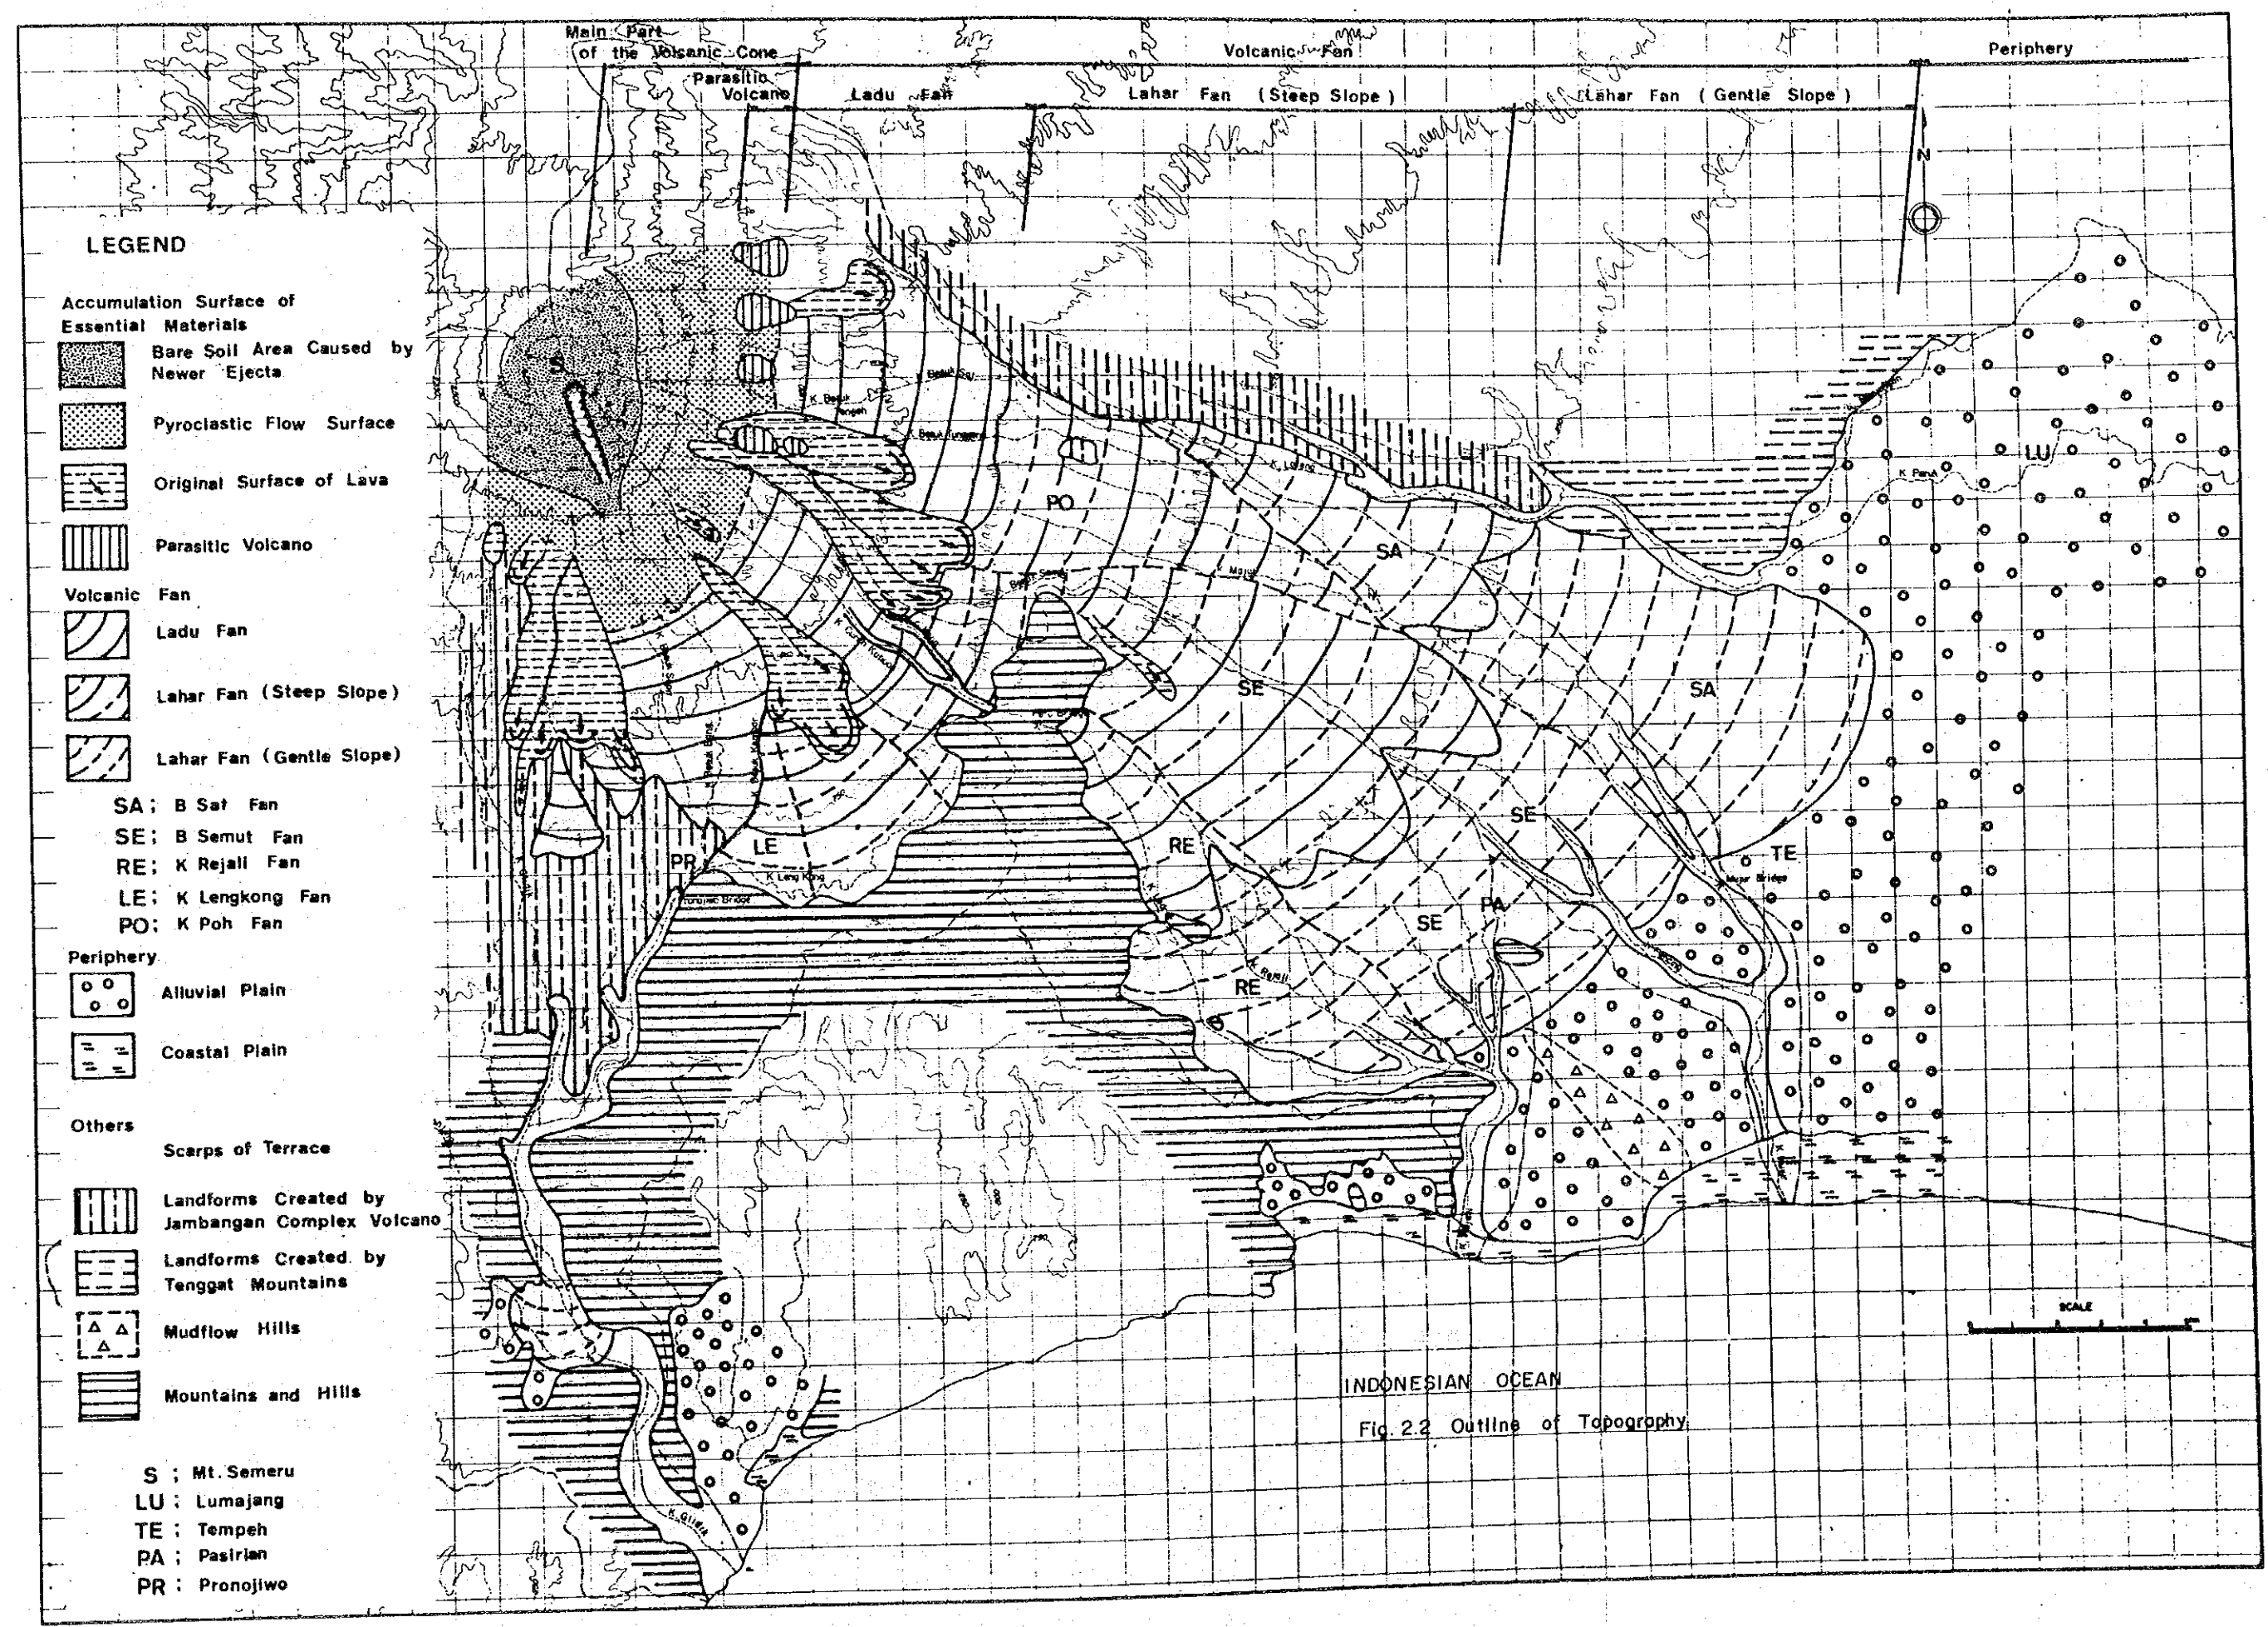 Main Part
of the Volsanic Cone
Volcanic Fan
Periphery
Parasitic
Volcano
Ladu Fan
Lahar Fan (Steep Slope)
Lahar Fan (Gentle Slope)
N
LEGEND
Accumulation Surface of
Essential Materials
Bare Soil Area Caused by
Newer Ejecta
Pyroclastic Flow Surface
Original Surface of Lava
Parasitic Volcano
Volcanic Fan
Ladu Fan
Lahar Fan (Steep Slope)
Lahar Fan (Gentle Slope)
SA; B Sat Fan
SE; B Semut Fan
RE; K Rejali Fan
LE; K Lengkong Fan
PO; K Poh Fan
Periphery
Alluvial Plain
Coastal Plain
Others
Scarps of Terrace
Landforms Created by
Jambangan Complex Volcano
Landforms Created by
Tenggat Mountains
Mudflow Hills
Mountains and Hills
S ; Mt. Semeru
LU ; Lumajang
TE ; Tempeh
PA ; Pasirian
PR ; Pronojiwo
S
K. Besuk
LU
PO
SA
SE
SA
SE
RE
LE
PR
K Leng Kong
TE
PA
SE
RE
K. Rejali
SCALE
INDONESIAN OCEAN
Fig. 2.2 Outline of Topography